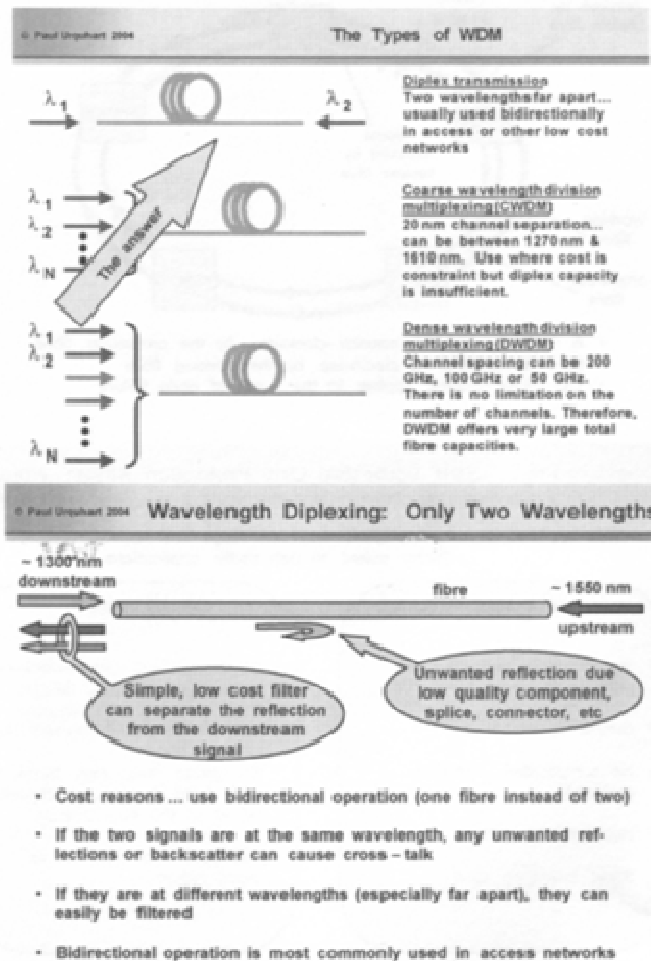 © Paul Urquhart 2004
The Types of WDM
λ 1
λ 2
Diplex transmission
Two wavelengths far apart...
usually used bidirectionally
in access or other low cost
networks
λ 1
λ 2
λ N
The answer
Coarse wavelength division
multiplexing (CWDM)
20 nm channel separation...
can be between 1270 nm &
1610 nm. Use where cost is
constraint but diplex capacity
is insufficient.
λ 1
λ 2
λ N
Dense wavelength division
multiplexing (DWDM)
Channel spacing can be 200
GHz, 100 GHz or 50 GHz.
There is no limitation on the
number of channels. Therefore,
DWDM offers very large total
fibre capacities.
© Paul Urquhart 2004
Wavelength Diplexing: Only Two Wavelengths
~ 1300 nm
downstream
fibre
~ 1550 nm
upstream
Simple, low cost filter
can separate the reflection
from the downstream
signal
Unwanted reflection due
low quality component,
splice, connector, etc
• Cost reasons ... use bidirectional operation (one fibre instead of two)
• If the two signals are at the same wavelength, any unwanted ref-
lections or backscatter can cause cross - talk
• If they are at different wavelengths (especially far apart), they can
easily be filtered
• Bidirectional operation is most commonly used in access networks